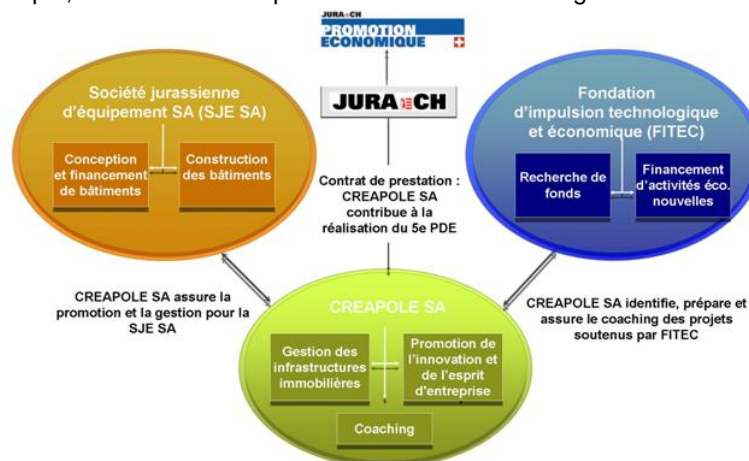 JURA CH
PROMOTION
ECONOMIQUE
JURA CH
Société jurassienne
d'équipement SA (SJE SA)
Conception
et financement
de bâtiments
Construction
des bâtiments
Fondation
d'impulsion technologique
et économique (FITEC)
Recherche de
fonds
Financement
d'activités éco.
nouvelles
Contrat de prestation :
CREAPOLE SA
contribue à la
réalisation du 5e PDE
CREAPOLE SA assure la
promotion et la gestion pour la
SJE SA
CREAPOLE SA identifie, prépare et
assure le coaching des projets
soutenus par FITEC
CREAPOLE SA
Gestion des
infrastructures
immobilières
Promotion de
l'innovation et
de l'esprit
d'entreprise
Coaching